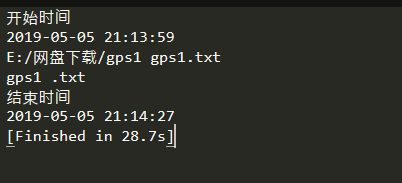 开始时间
2019-05-05 21:13:59
E:/网盘下载/gps1 gps1.txt
gps1 .txt
结束时间
2019-05-05 21:14:27
[Finished in 28.7s]